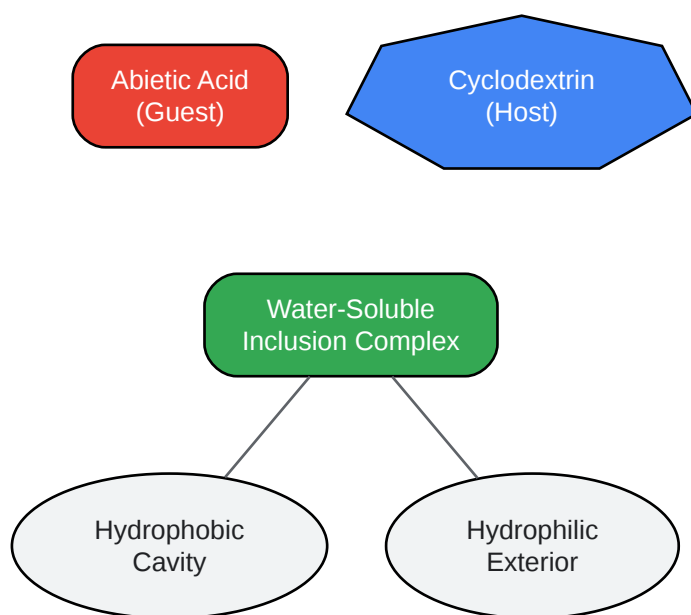 Abietic Acid
(Guest)
Cyclodextrin
(Host)
Water-Soluble
Inclusion Complex
Hydrophobic
Cavity
Hydrophilic
Exterior